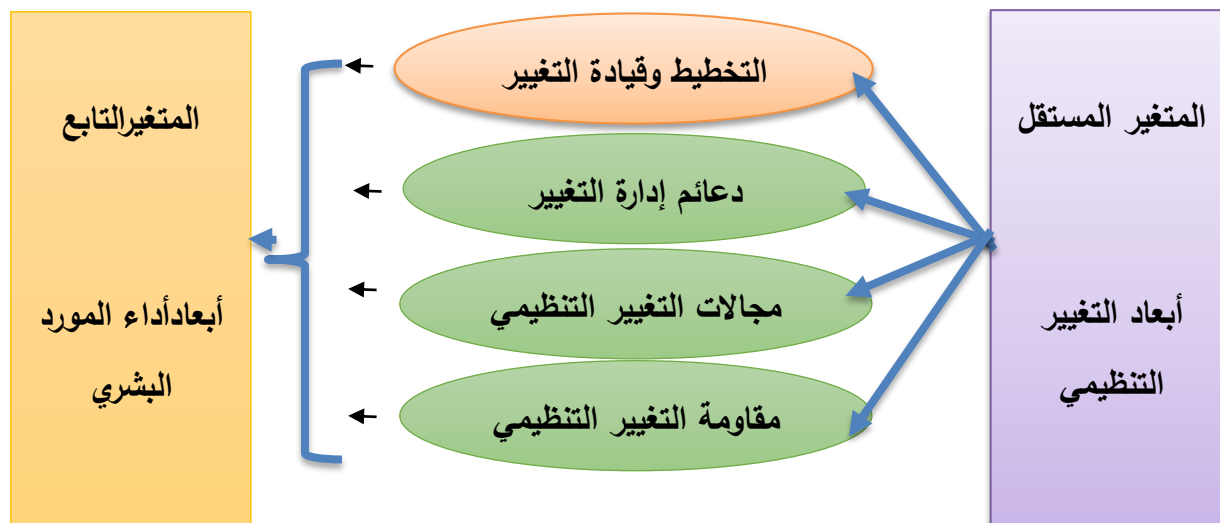 المتغير المستقل
أبعاد التغيير
التنظيمي
التخطيط وقيادة التغيير
دعائم إدارة التغيير
مجالات التغيير التنظيمي
مقاومة التغيير التنظيمي
المتغيرالتابع
أبعادأداء المورد
البشري